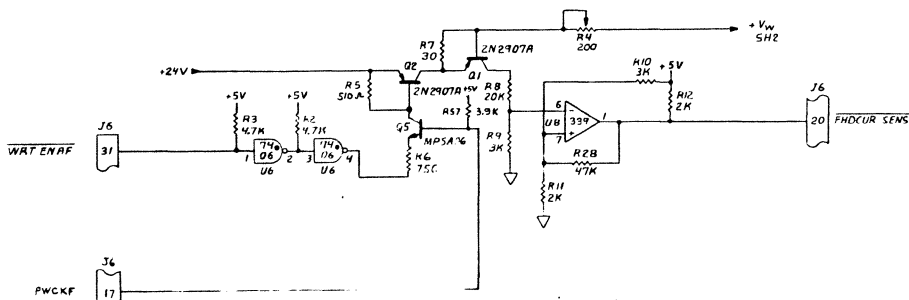 +VW
SH2
R4
200
R7
30
2N2907A
Q1
Q2
+24V
R5
510Ω
2N2907A
+5V
R57
3.9K
R8
20K
R10
3K
+5V
R12
2K
J6
20
FHDCUR SENS
6
U8
339
1
7
+
R9
3K
R28
47K
R11
2K
Q5
R6
+5V
R3
4.7K
+5V
R2
4.7K
J6
31
WRT ENAF
1
74
06
2
U6
3
74
06
4
U6
J6
17
PWCKF